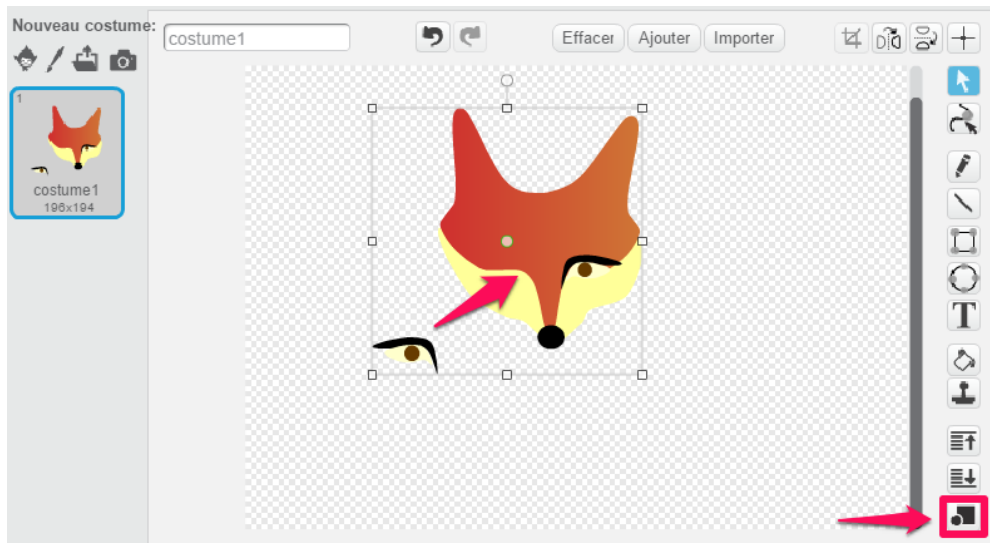 Nouveau costume:
costume1
Effacer Ajouter Importer
1
costume1
196x194
T